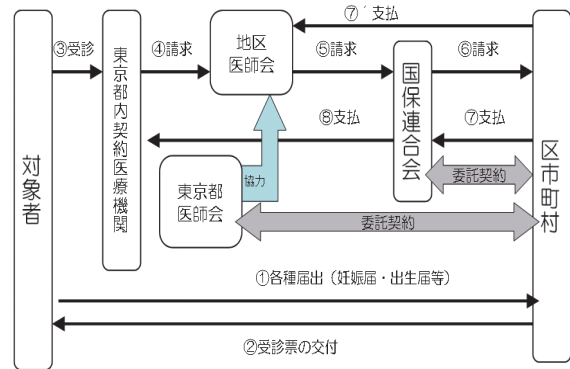 ⑦´支払
③受診
④請求
地区
医師会
⑤請求
⑥請求
対象者
東京都内契約医療機関
国保連合会
区市町村
⑧支払
⑦支払
協力
東京都
医師会
委託契約
委託契約
①各種届出（妊娠届・出生届等）
②受診票の交付